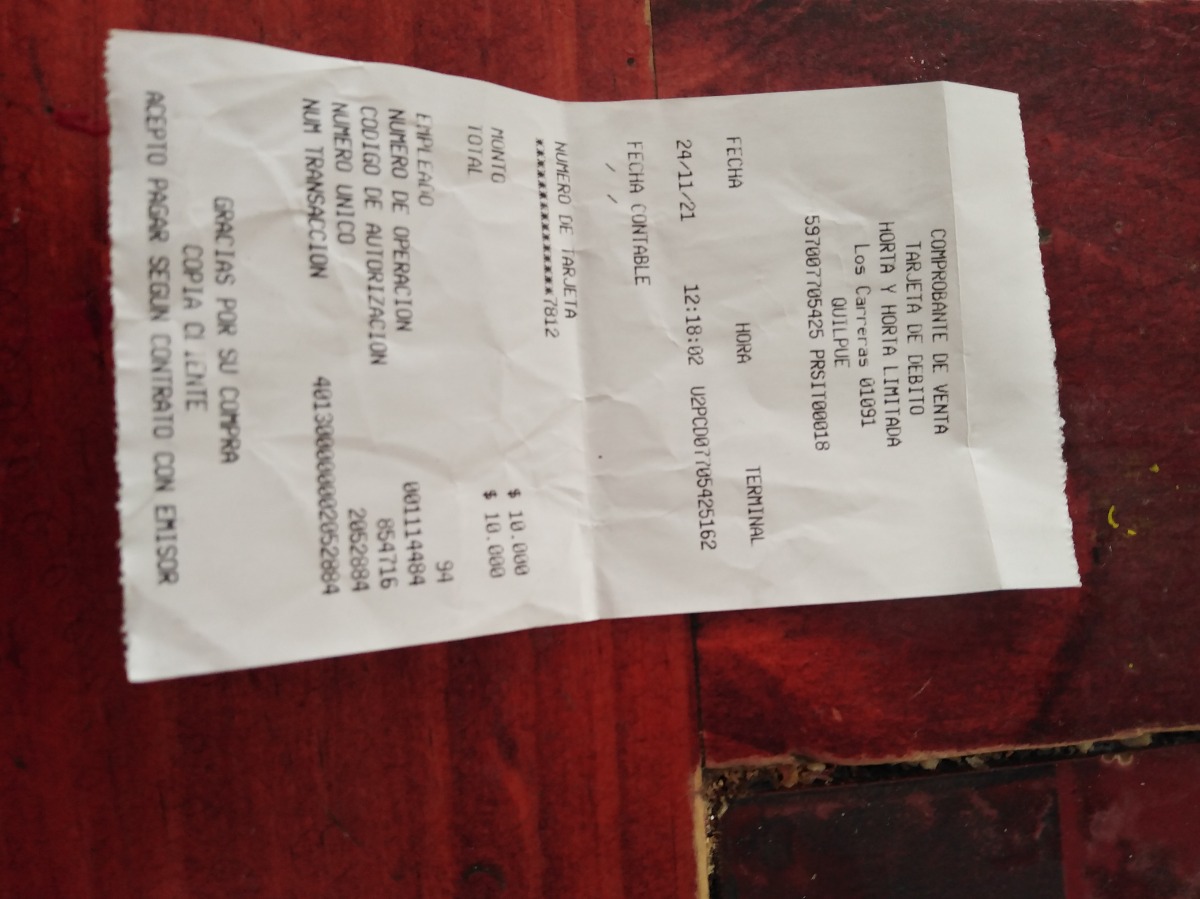 COMPROBANTE DE VENTA
TARJETA DE DEBITO
HORTA Y HORTA LIMITADA
Los Carreras 01091
QUILPUE
597007705425 PRSIT00018
FECHA HORA TERMINAL
24/11/21 12:18:02 U2PCD07705425162
FECHA CONTABLE
/ /
NUMERO DE TARJETA
************7812
MONTO $ 10.000
TOTAL $ 10.000
EMPLEADO 94
NUMERO DE OPERACION 001114484
CODIGO DE AUTORIZACION 854716
NUMERO UNICO 2052884
NUM TRANSACCION 4013000000002052884
GRACIAS POR SU COMPRA
COPIA CLIENTE
ACEPTO PAGAR SEGUN CONTRATO CON EMISOR